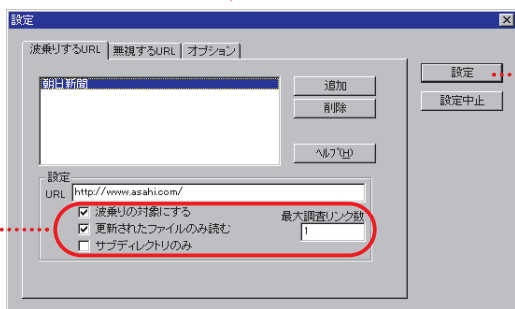 設定
波乗りするURL 無視するURL オプション
朝日新聞
追加
削除
ヘルプ(H)
設定
設定中止
設定
URL http://www.asahi.com/
波乗りの対象にする
更新されたファイルのみ読む
サブディレクトリのみ
最大調査リンク数
1